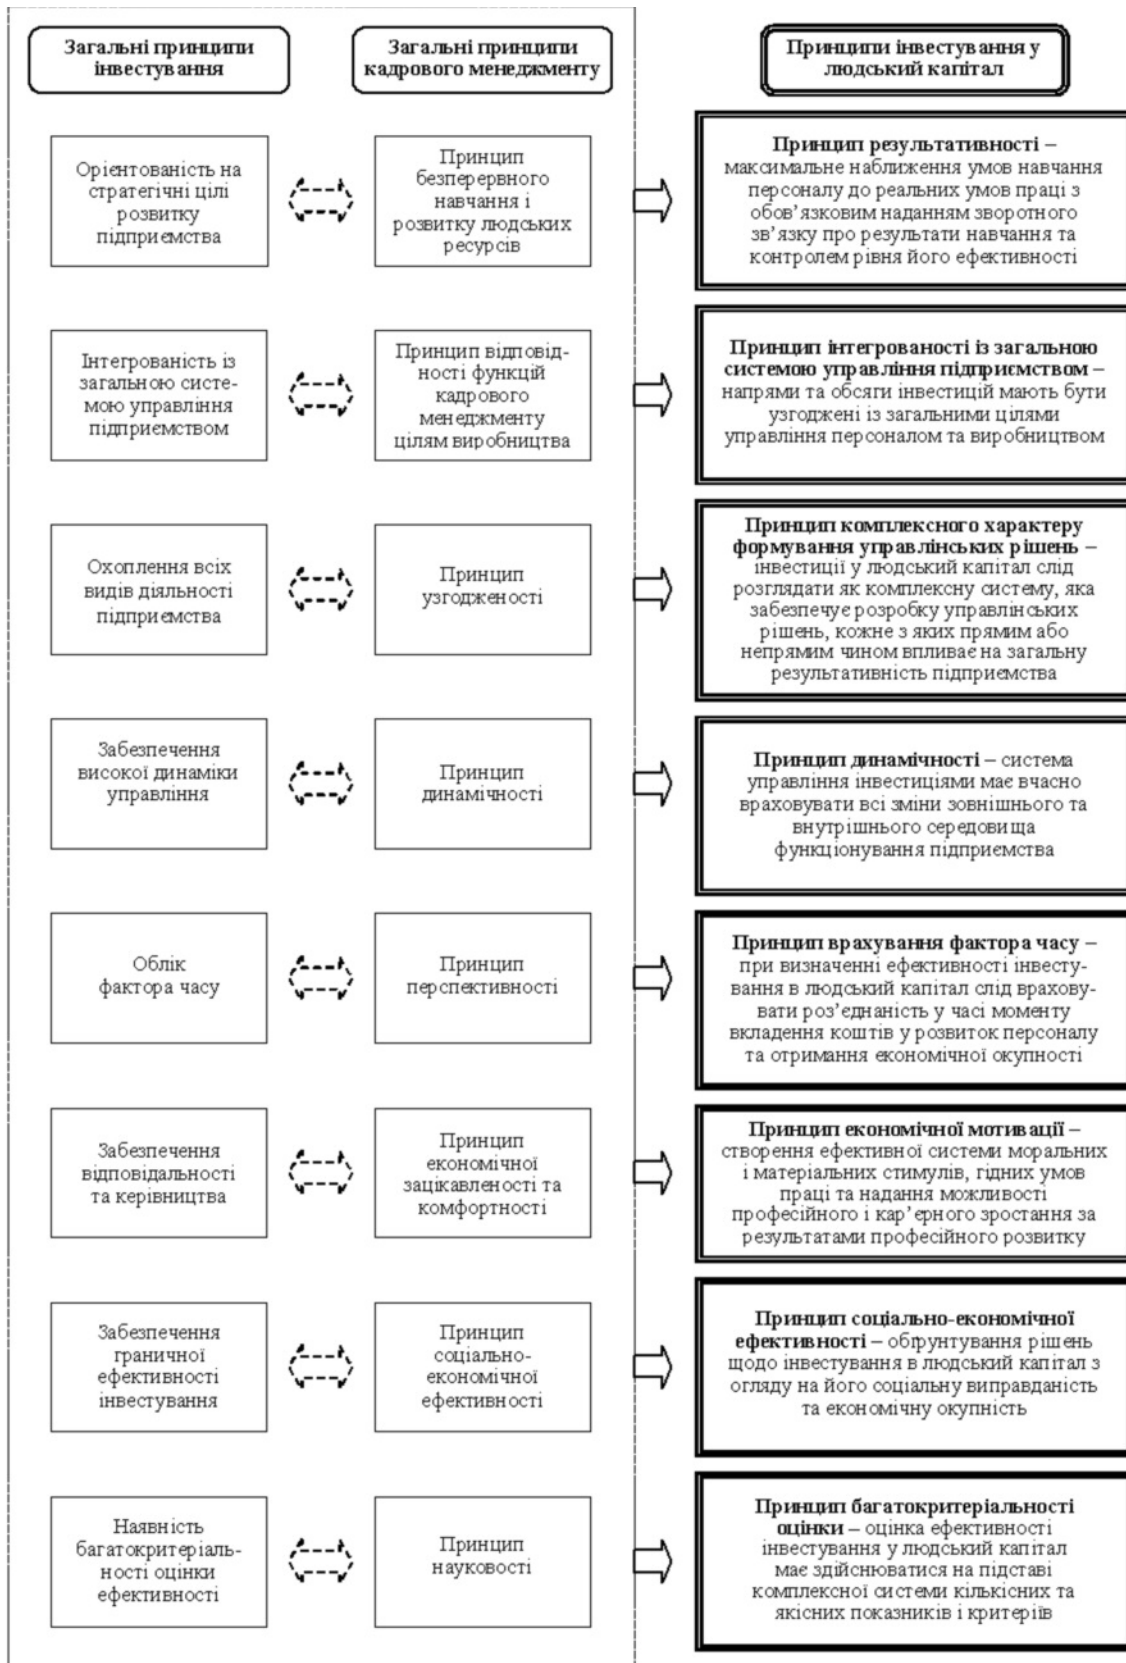 Загальні принципи
інвестування
Загальні принципи
кадрового менеджменту
Принципи інвестування у
людський капітал
Орієнтованість на
стратегічні цілі
розвитку
підприємства
Принцип
безперервного
навчання і
розвитку людських
ресурсів
Принцип результативності –
максимальне наближення умов навчання
персоналу до реальних умов праці з
обов’язковим наданням зворотного
зв’язку про результати навчання та
контролем рівня його ефективності
Інтегрованість із
загальною систе-
мою управління
підприємством
Принцип відповід-
ності функцій
кадрового
менеджменту
цілям виробництва
Принцип інтегрованості із загальною
системою управління підприємством –
напрями та обсяги інвестицій мають бути
узгоджені із загальними цілями
управління персоналом та виробництвом
Охоплення всіх
видів діяльності
підприємства
Принцип
узгодженості
Принцип комплексного характеру
формування управлінських рішень –
інвестиції у людський капітал слід
розглядати як комплексну систему, яка
забезпечує розробку управлінських
рішень, кожне з яких прямим або
непрямим чином впливає на загальну
результативність підприємства
Забезпечення
високої динаміки
управління
Принцип
динамічності
Принцип динамічності – система
управління інвестиціями має вчасно
враховувати всі зміни зовнішнього та
внутрішнього середовища
функціонування підприємства
Облік
фактора часу
Принцип
перспективності
Принцип врахування фактора часу –
при визначенні ефективності інвесту-
вання в людський капітал слід врахову-
вати роз’єднаність у часі моменту
вкладення коштів у розвиток персоналу
та отримання економічної окупності
Забезпечення
відповідальності
та керівництва
Принцип
економічної
зацікавленості та
комфортності
Принцип економічної мотивації –
створення ефективної системи моральних
і матеріальних стимулів, гідних умов
праці та надання можливості
професійного і кар’єрного зростання за
результатами професійного розвитку
Забезпечення
граничної
ефективності
інвестування
Принцип
соціально-
економічної
ефективності
Принцип соціально-економічної
ефективності – обґрунтування рішень
щодо інвестування в людський капітал з
огляду на його соціальну виправданість
та економічну окупність
Наявність
багатокритеріаль-
ності оцінки
ефективності
Принцип
науковості
Принцип багатокритеріальності
оцінки – оцінка ефективності
інвестування у людський капітал
має здійснюватися на підставі
комплексної системи кількісних та
якісних показників і критеріїв